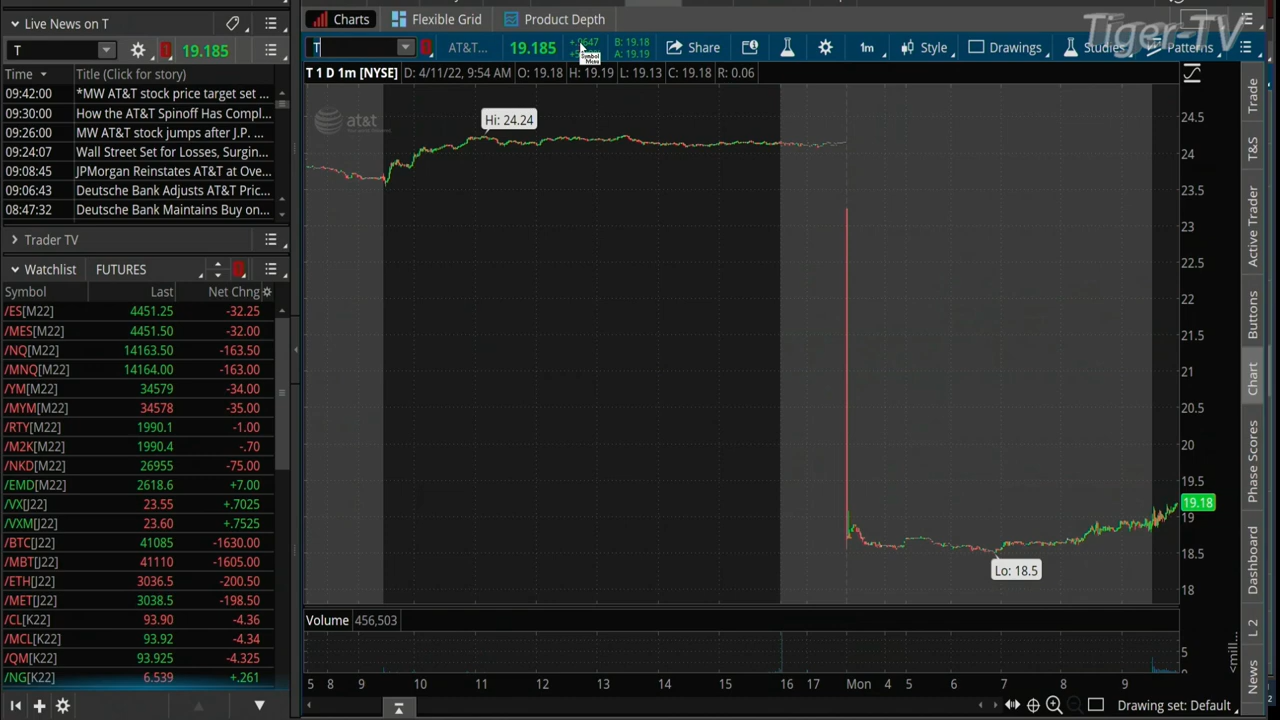 Live News on T
T 19.185
Time Title (Click for story)
09:42:00 *MW AT&T stock price target set ...
09:30:00 How the AT&T Spinoff Has Compl...
09:26:00 MW AT&T stock jumps after J.P. ...
09:24:07 Wall Street Set for Losses, Surgin...
09:08:45 JPMorgan Reinstates AT&T at Ove...
09:06:43 Deutsche Bank Adjusts AT&T Pric...
08:47:32 Deutsche Bank Maintains Buy on...
Trader TV
Watchlist FUTURES
Symbol Last Net Chng
/ES[M22] 4451.25 -32.25
/MES[M22] 4451.50 -32.00
/NQ[M22] 14163.50 -163.50
/MNQ[M22] 14164.00 -163.00
/YM[M22] 34579 -34.00
/MYM[M22] 34578 -35.00
/RTY[M22] 1990.1 -1.00
/M2K[M22] 1990.4 -.70
/NKD[M22] 26955 -75.00
/EMD[M22] 2618.6 +7.00
/VX[J22] 23.55 +.7025
/VXM[J22] 23.60 +.7525
/BTC[J22] 41085 -1630.00
/MBT[J22] 41110 -1605.00
/ETH[J22] 3036.5 -200.50
/MET[J22] 3038.5 -198.50
/CL[K22] 93.90 -4.36
/MCL[K22] 93.92 -4.34
/QM[K22] 93.925 -4.325
/NG[K22] 6.539 +.261
Charts Flexible Grid Product Depth
Tiger-TV
T AT&T... 19.185 B: 19.18 A: 19.19 Share 1m Style Drawings Studies Patterns
Symbol Menu
T 1 D 1m [NYSE] D: 4/11/22, 9:54 AM O: 19.18 H: 19.19 L: 19.13 C: 19.18 R: 0.06
at&t
Hi: 24.24
Lo: 18.5
24.5
24
23.5
23
22.5
22
21.5
21
20.5
20
19.5
19.18
19
18.5
18
Volume 456,503
5
<mill...
5 8 9 10 11 12 13 14 15 16 17 Mon 4 5 6 7 8 9
Drawing set: Default
Trade
T&S
Active Trader
Buttons
Chart
Phase Scores
Dashboard
L 2
News